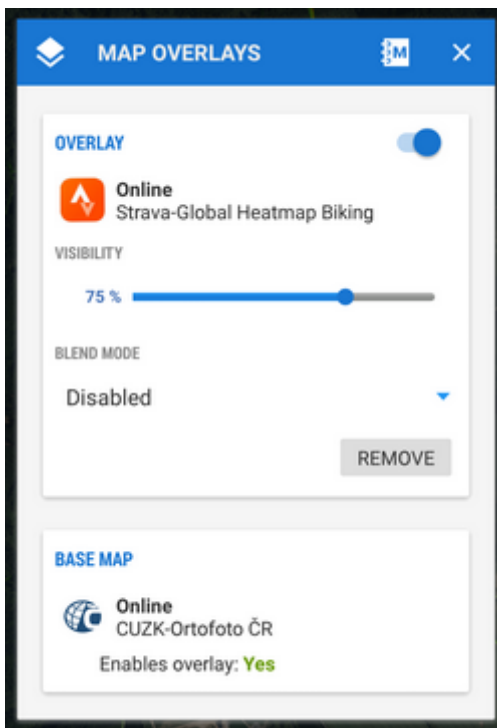 MAP OVERLAYS
M
OVERLAY
Online
Strava-Global Heatmap Biking
VISIBILITY
75 %
BLEND MODE
Disabled
REMOVE
BASE MAP
Online
CUZK-Ortofoto ČR
Enables overlay: Yes